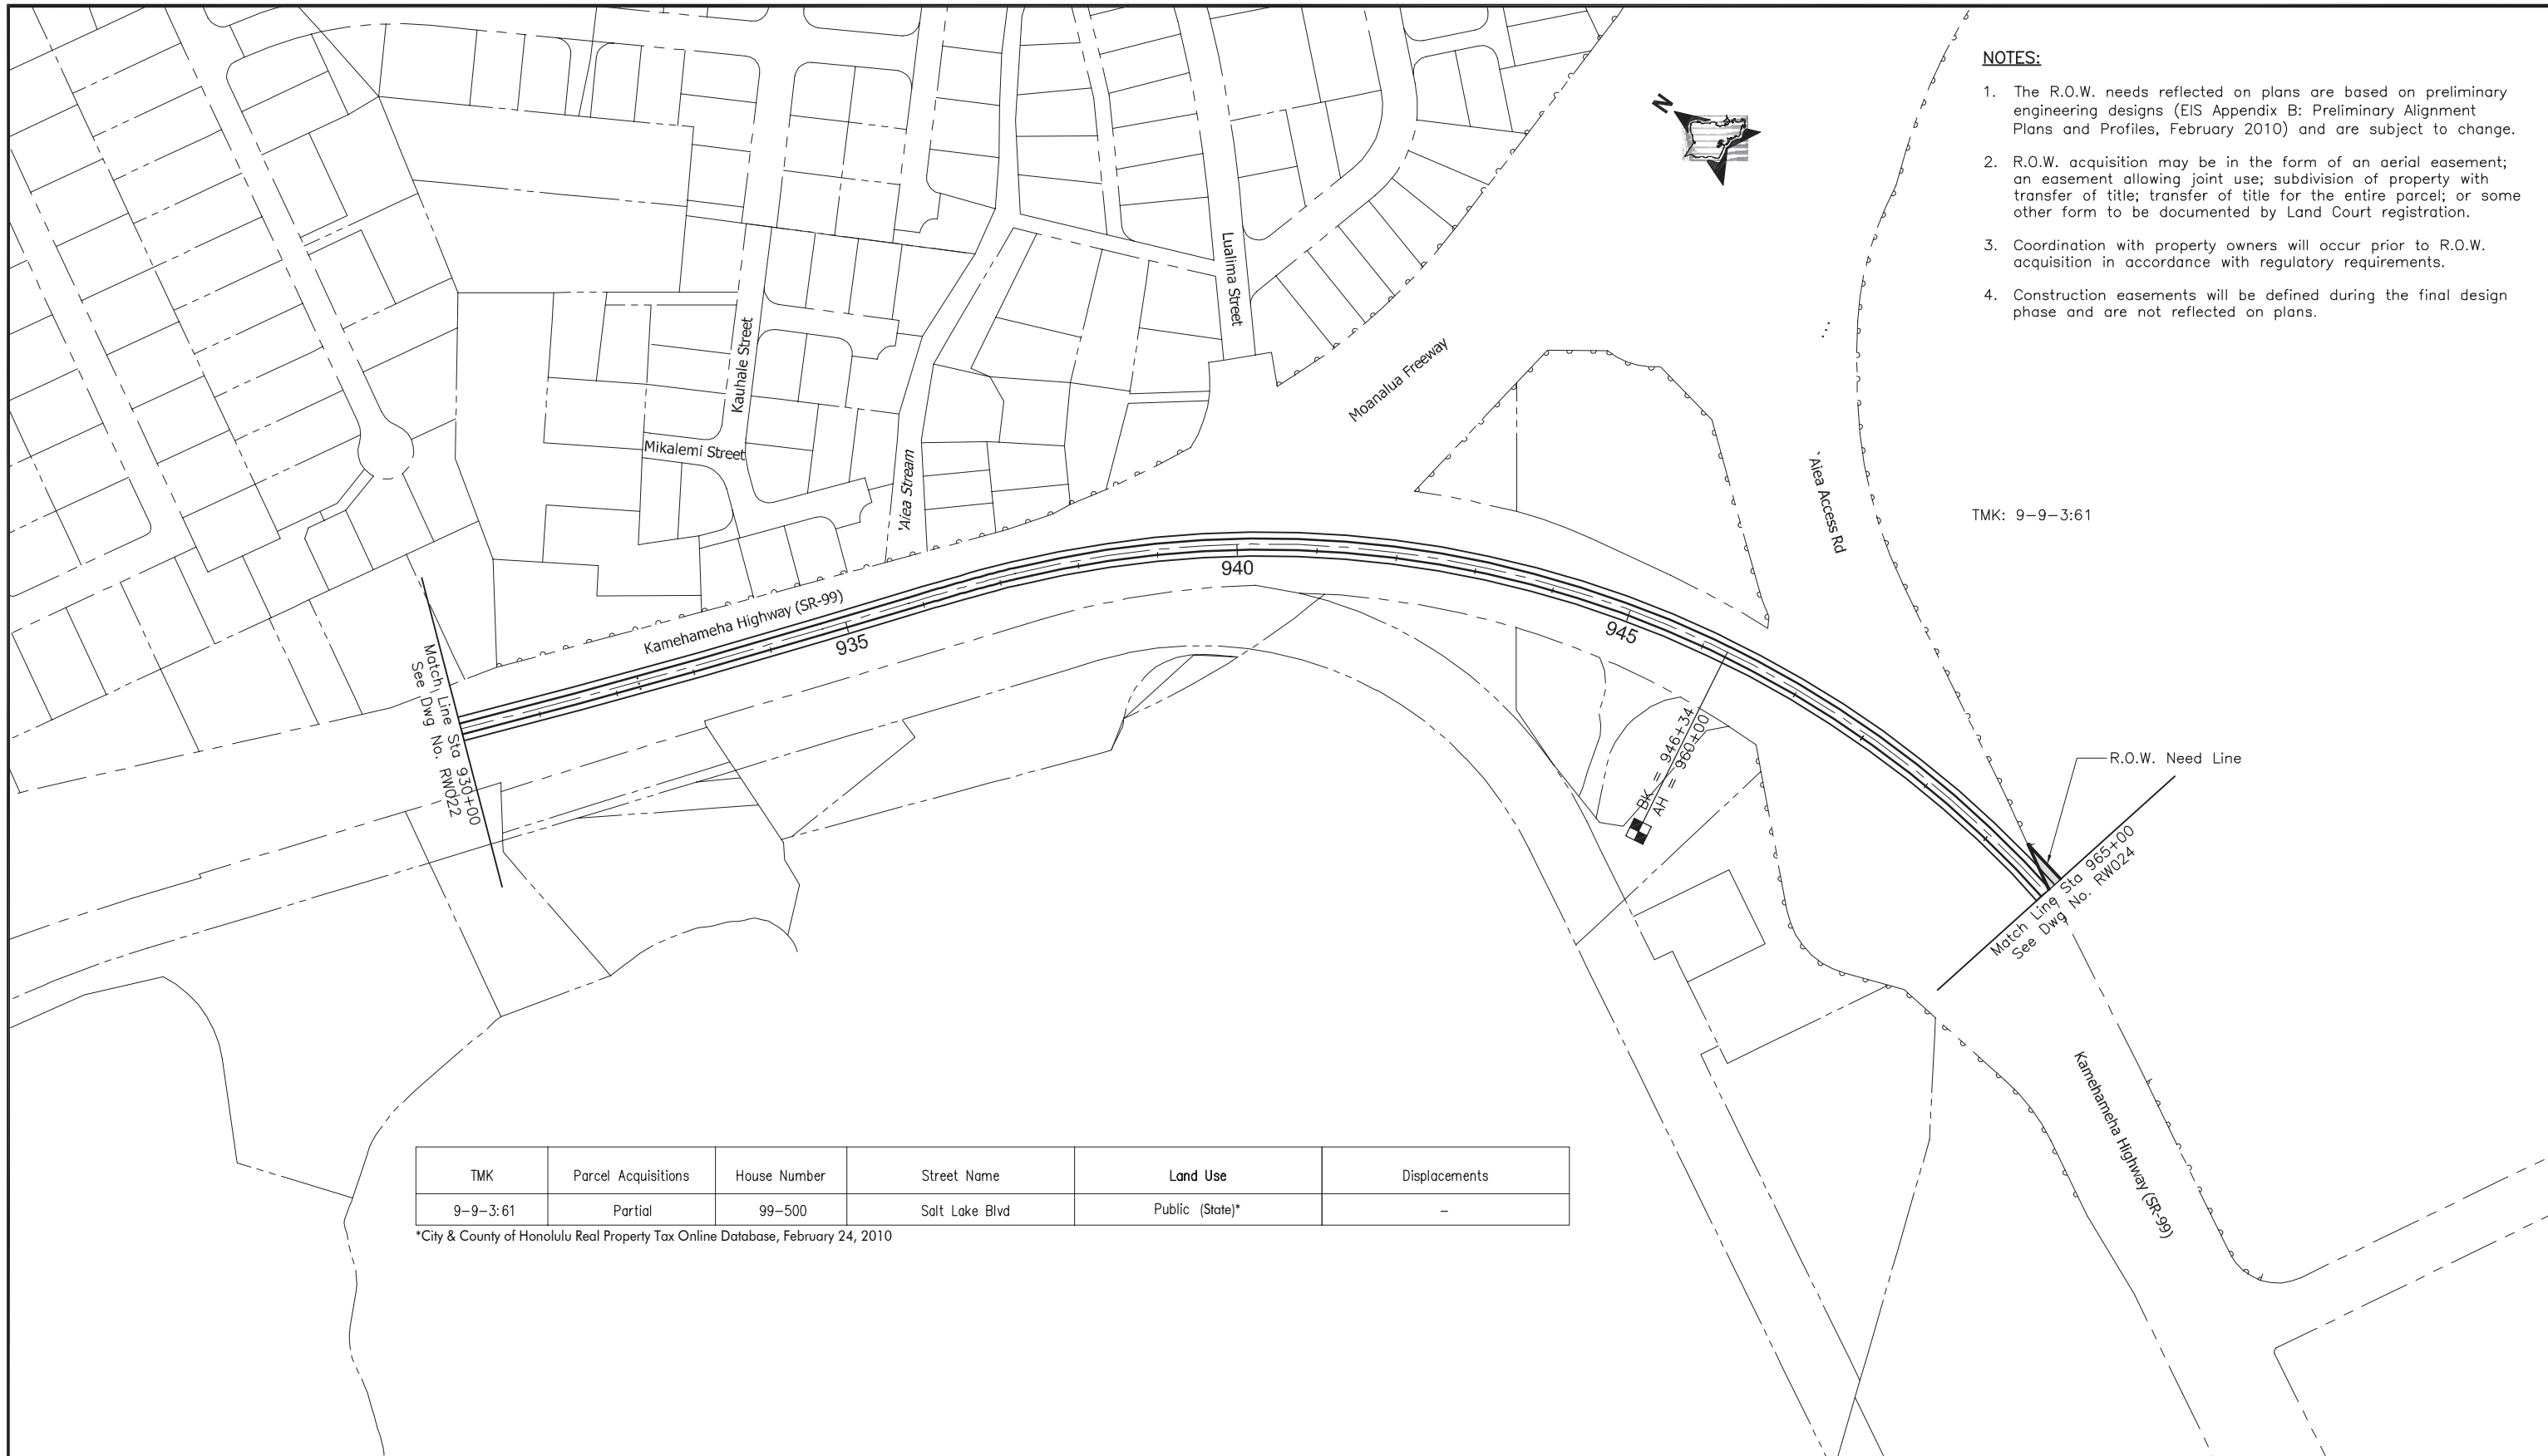 NOTES:
1. The R.O.W. needs reflected on plans are based on preliminary
engineering designs (EIS Appendix B: Preliminary Alignment
Plans and Profiles, February 2010) and are subject to change.
2. R.O.W. acquisition may be in the form of an aerial easement;
an easement allowing joint use; subdivision of property with
transfer of title; transfer of title for the entire parcel; or some
other form to be documented by Land Court registration.
3. Coordination with property owners will occur prior to R.O.W.
acquisition in accordance with regulatory requirements.
4. Construction easements will be defined during the final design
phase and are not reflected on plans.
N
Lualima Street
Kauhale Street
Moanalua Freeway
Mikalemi Street
'Aiea Stream
`Aiea Access Rd
TMK: 9-9-3:61
Kamehameha Highway (SR-99)
935
940
945
Match Line Sta 930+00
See Dwg No. RW022
BK = 946+34
AH = 960+00
R.O.W. Need Line
Match Line Sta 965+00
See Dwg No. RW024
Kamehameha Highway (SR-99)
TMK Parcel Acquisitions House Number Street Name Land Use Displacements
9-9-3:61 Partial 99-500 Salt Lake Blvd Public (State)* –
*City & County of Honolulu Real Property Tax Online Database, February 24, 2010